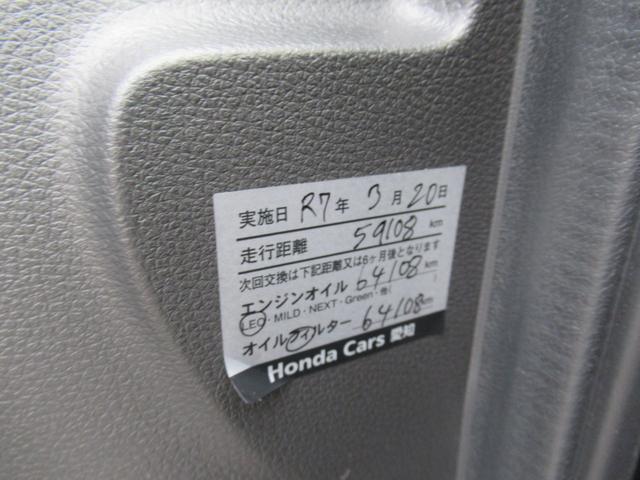 実施日 R7年 3月20日
走行距離 59108 km
次回交換は下記距離又は6ヶ月後となります
エンジンオイル 64108 km
LEO・MILD・NEXT・Green・他( )
オイルフィルター 64108 km
Honda Cars 愛知